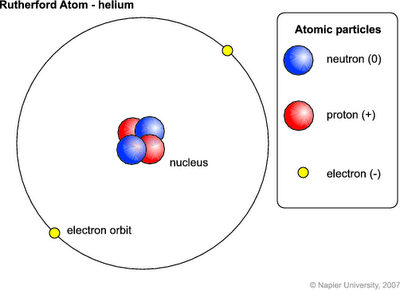 Rutherford Atom - helium
Atomic particles
neutron (0)
proton (+)
electron (-)
nucleus
electron orbit
© Napier University, 2007